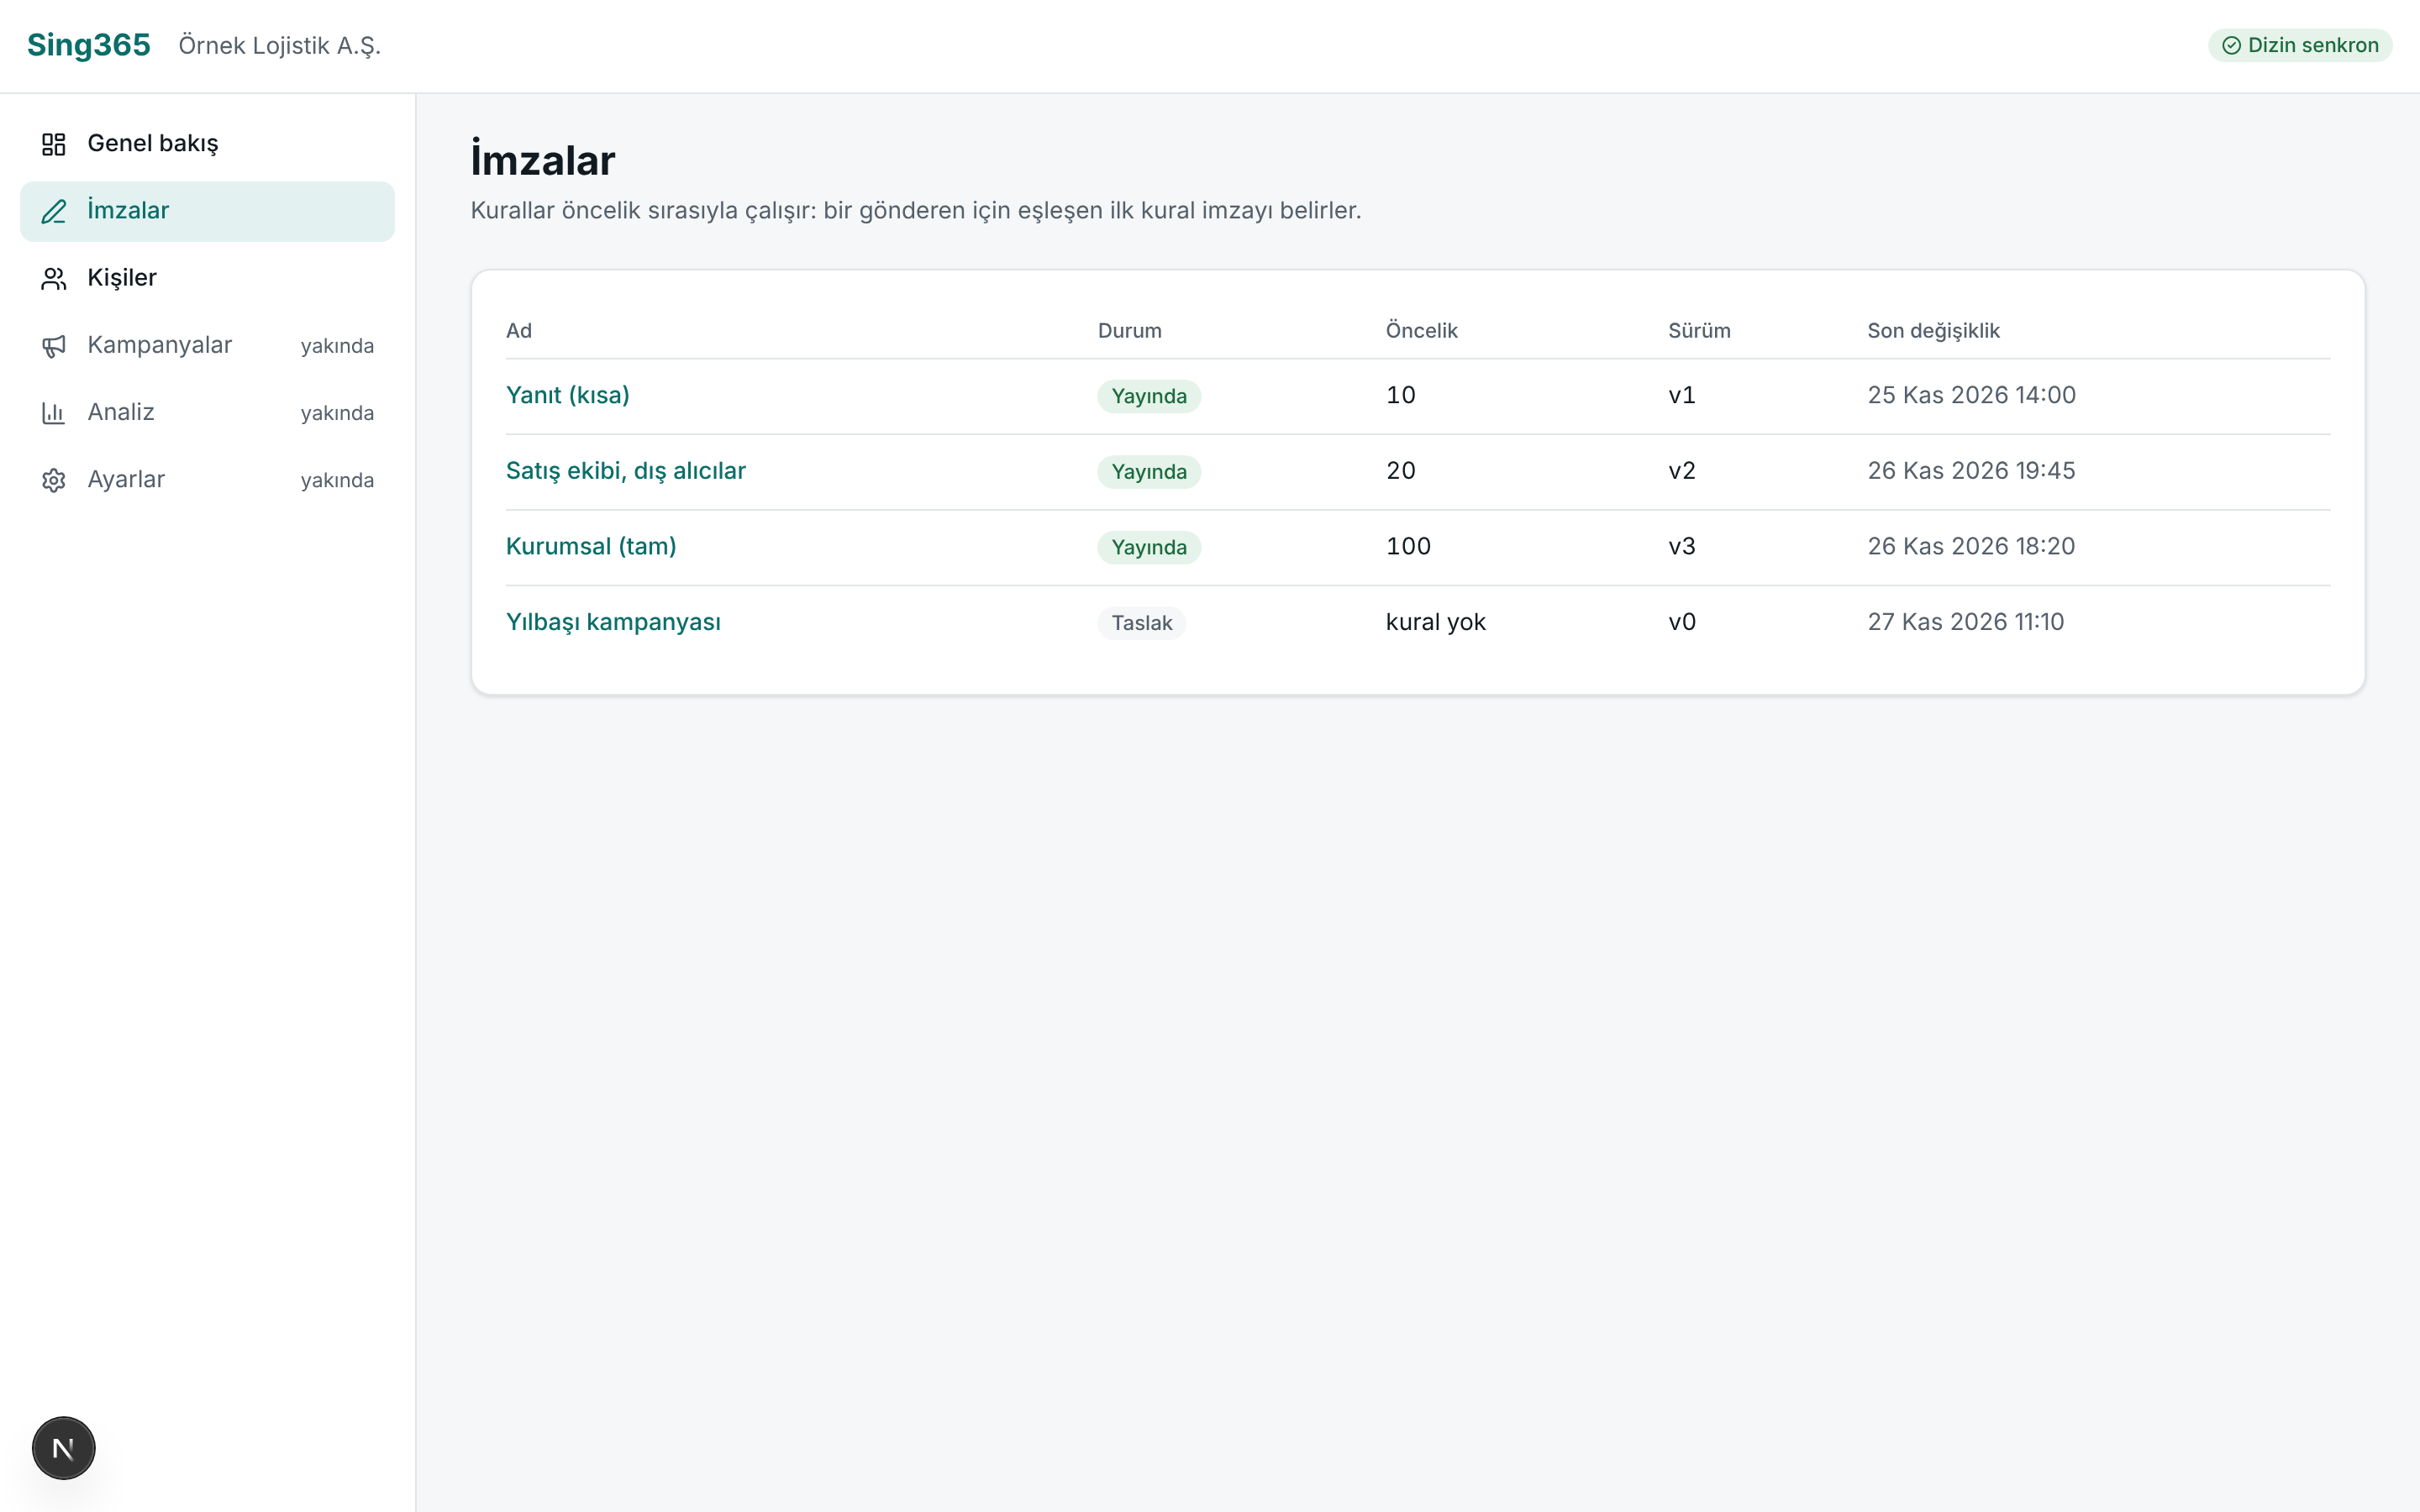 Sing365 Örnek Lojistik A.Ş. Dizin senkron
Genel bakış
İmzalar
Kişiler
Kampanyalar yakında
Analiz yakında
Ayarlar yakında
İmzalar
Kurallar öncelik sırasıyla çalışır: bir gönderen için eşleşen ilk kural imzayı belirler.
Ad Durum Öncelik Sürüm Son değişiklik
Yanıt (kısa) Yayında 10 v1 25 Kas 2026 14:00
Satış ekibi, dış alıcılar Yayında 20 v2 26 Kas 2026 19:45
Kurumsal (tam) Yayında 100 v3 26 Kas 2026 18:20
Yılbaşı kampanyası Taslak kural yok v0 27 Kas 2026 11:10
N